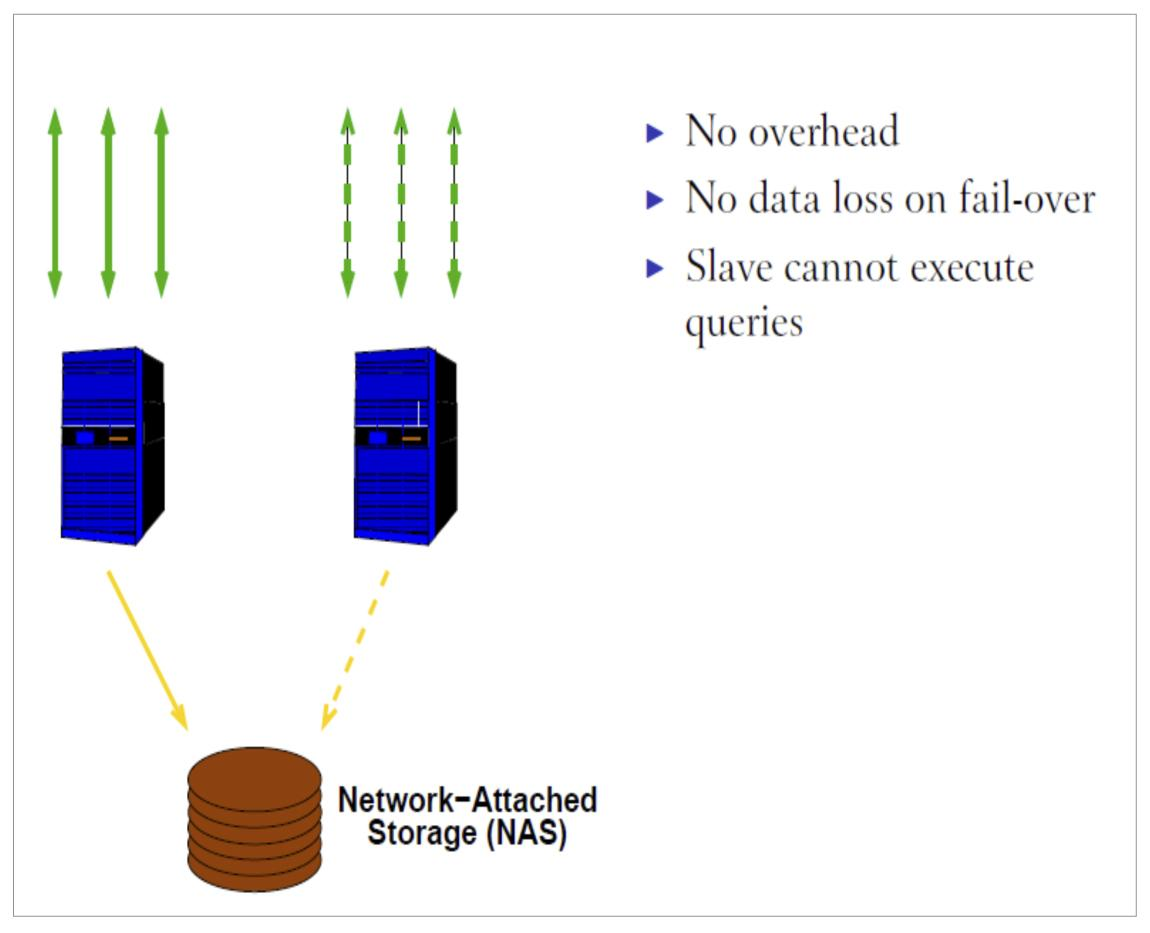 No overhead
No data loss on fail-over
Slave cannot execute
queries
Network-Attached
Storage (NAS)